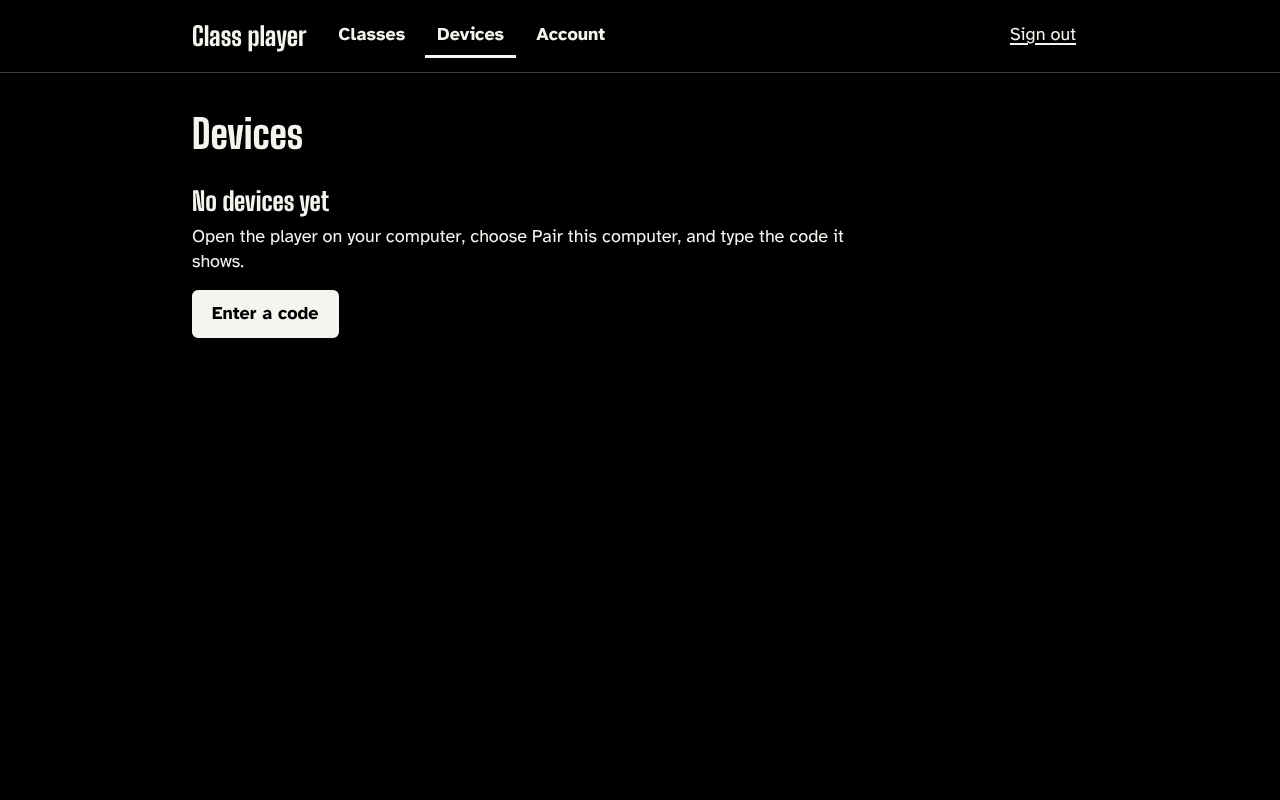 Class player
Classes
Devices
Account
Sign out
Devices
No devices yet
Open the player on your computer, choose Pair this computer, and type the code it
shows.
Enter a code